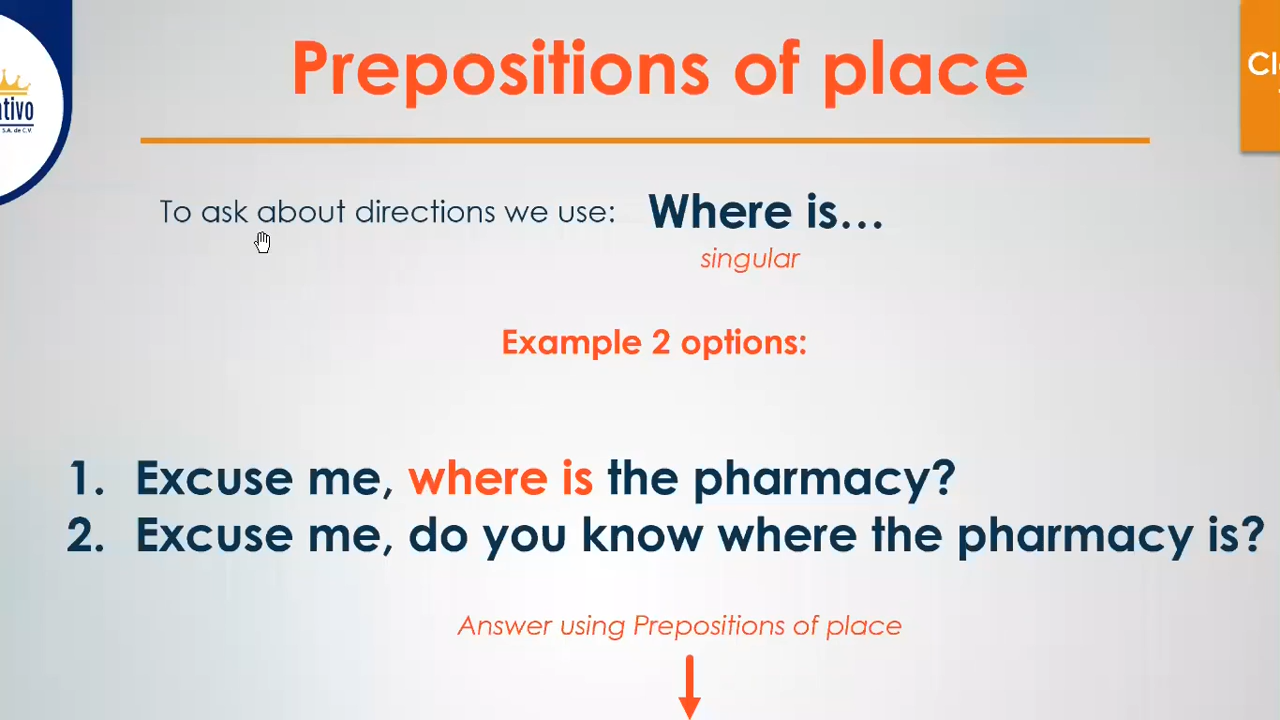 Prepositions of place
To ask about directions we use: Where is...
singular
Example 2 options:
1. Excuse me, where is the pharmacy?
2. Excuse me, do you know where the pharmacy is?
Answer using Prepositions of place
S.A. de C.V.